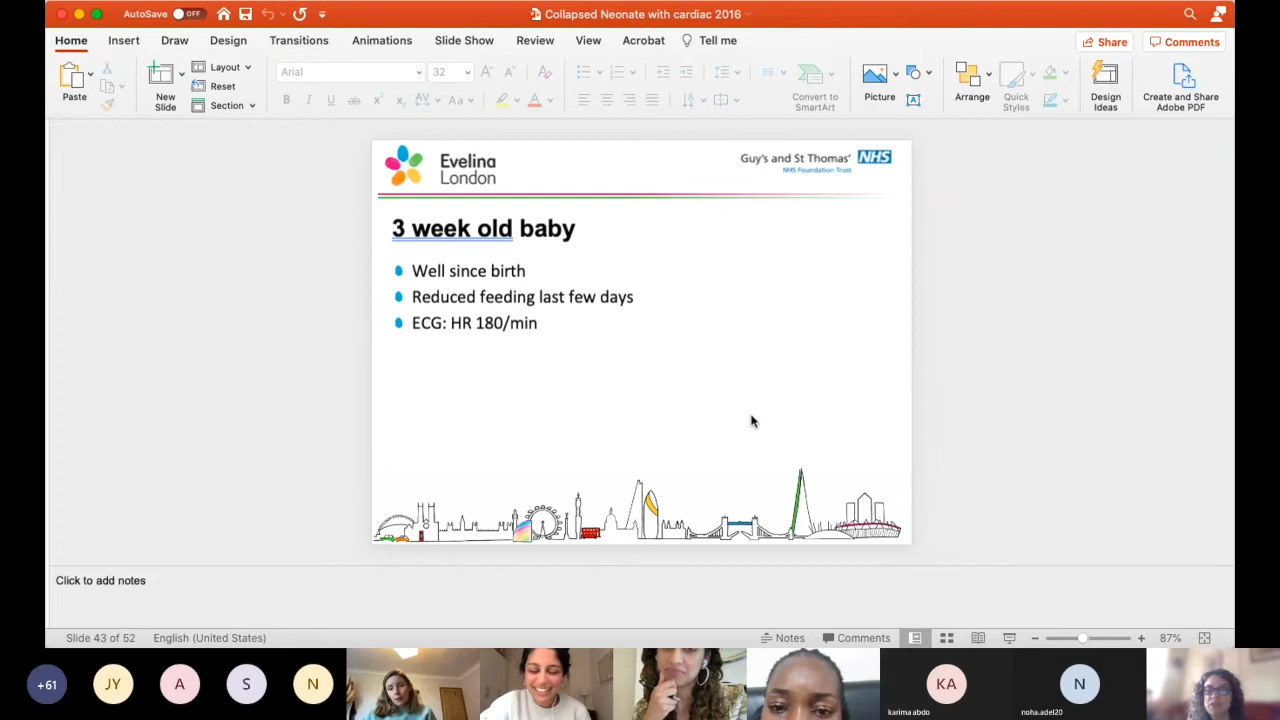 AutoSave OFF
Collapsed Neonate with cardiac 2016
Home Insert Draw Design Transitions Animations Slide Show Review View Acrobat Tell me
Share Comments
Paste
New
Slide
Layout
Reset
Section
Arial 32
Convert to
SmartArt
Picture
Arrange
Quick
Styles
Design
Ideas
Create and Share
Adobe PDF
Evelina
London
Guy's and St Thomas' NHS
NHS Foundation Trust
3 week old baby
Well since birth
Reduced feeding last few days
ECG: HR 180/min
Click to add notes
Slide 43 of 52 English (United States) Notes Comments 87%
+61 JY A S N KA N
karima abdo noha.adel20